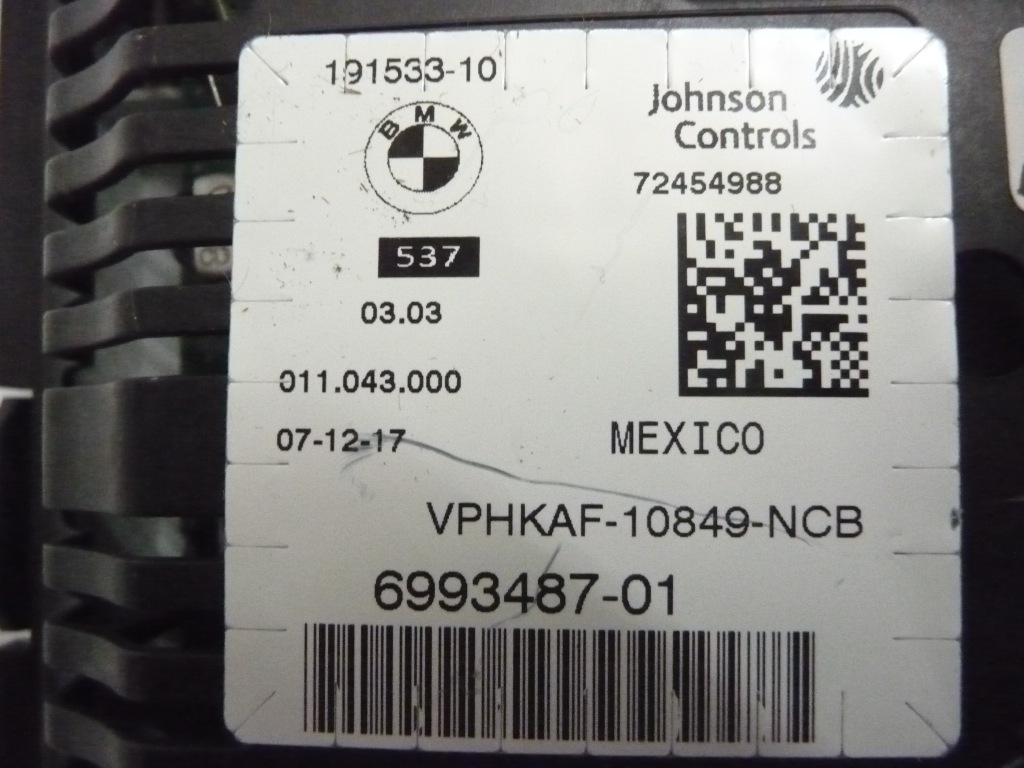 191533-10
BMW
Johnson
Controls
72454988
537
03.03
011.043.000
07-12-17
MEXICO
VPHKAF-10849-NCB
6993487-01